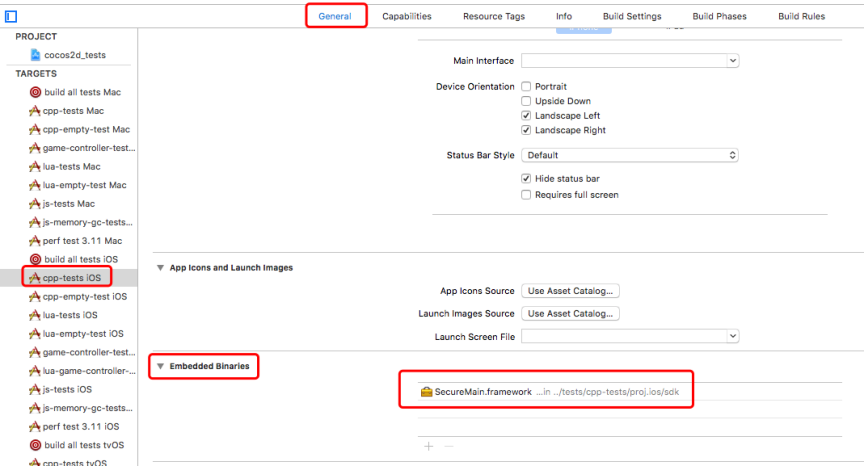 General Capabilities Resource Tags Info Build Settings Build Phases Build Rules
PROJECT
cocos2d_tests
TARGETS
build all tests Mac
cpp-tests Mac
cpp-empty-test Mac
game-controller-test...
lua-tests Mac
lua-empty-test Mac
js-tests Mac
js-memory-gc-tests...
perf test 3.11 Mac
build all tests iOS
cpp-tests iOS
cpp-empty-test iOS
lua-tests iOS
lua-empty-test iOS
game-controller-test...
lua-game-controller-...
js-tests iOS
js-memory-gc-tests...
perf test 3.11 iOS
build all tests tvOS
cpp-tests tvOS
Main Interface
Device Orientation Portrait
Upside Down
Landscape Left
Landscape Right
Status Bar Style Default
Hide status bar
Requires full screen
App Icons and Launch Images
App Icons Source Use Asset Catalog...
Launch Images Source Use Asset Catalog...
Launch Screen File
Embedded Binaries
SecureMain.framework ...in ../tests/cpp-tests/proj.ios/sdk